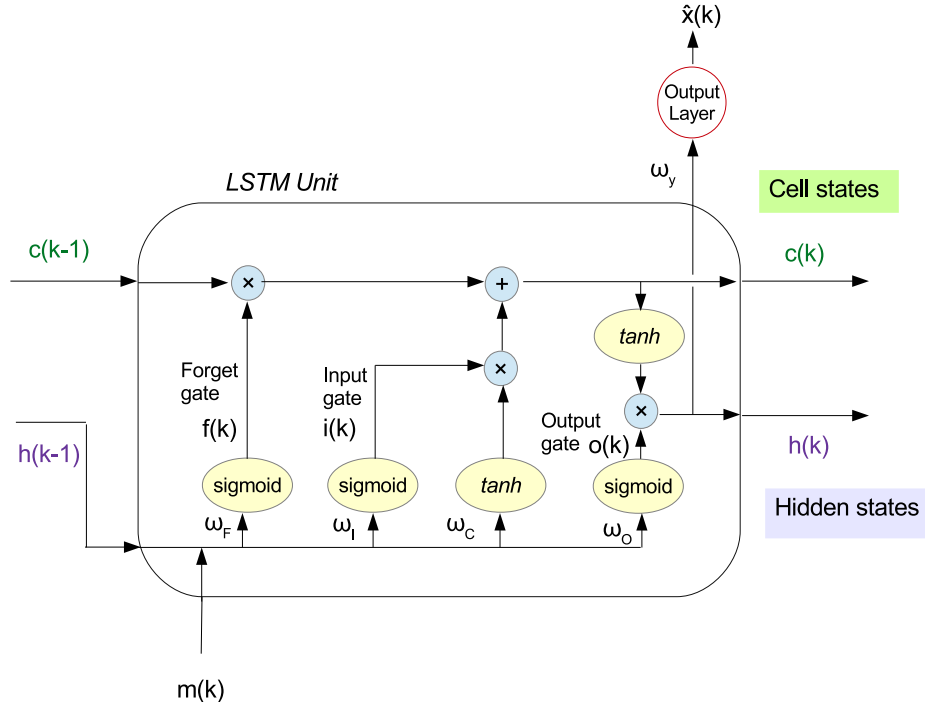 x̂(k)
Output
Layer
ω_y
LSTM Unit
Cell states
c(k-1)
c(k)
×
+
tanh
Forget
gate
f(k)
Input
gate
i(k)
×
Output
gate
o(k)
×
h(k-1)
h(k)
sigmoid
sigmoid
tanh
sigmoid
Hidden states
ω_F
ω_I
ω_C
ω_O
m(k)